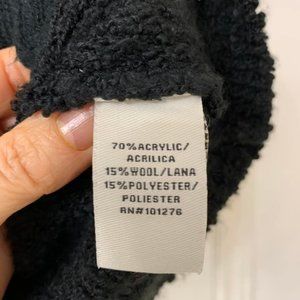 70% ACRYLIC/
ACRILICA
15% WOOL/LANA
15% POLYESTER/
POLIESTER
RN#101276